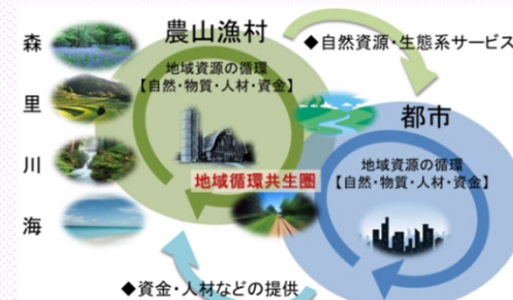 農山漁村
森
里
川
海
地域資源の循環
【自然・物質・人材・資金】
◆自然資源・生態系サービス
都市
地域資源の循環
【自然・物質・人材・資金】
地域循環共生圏
◆資金・人材などの提供